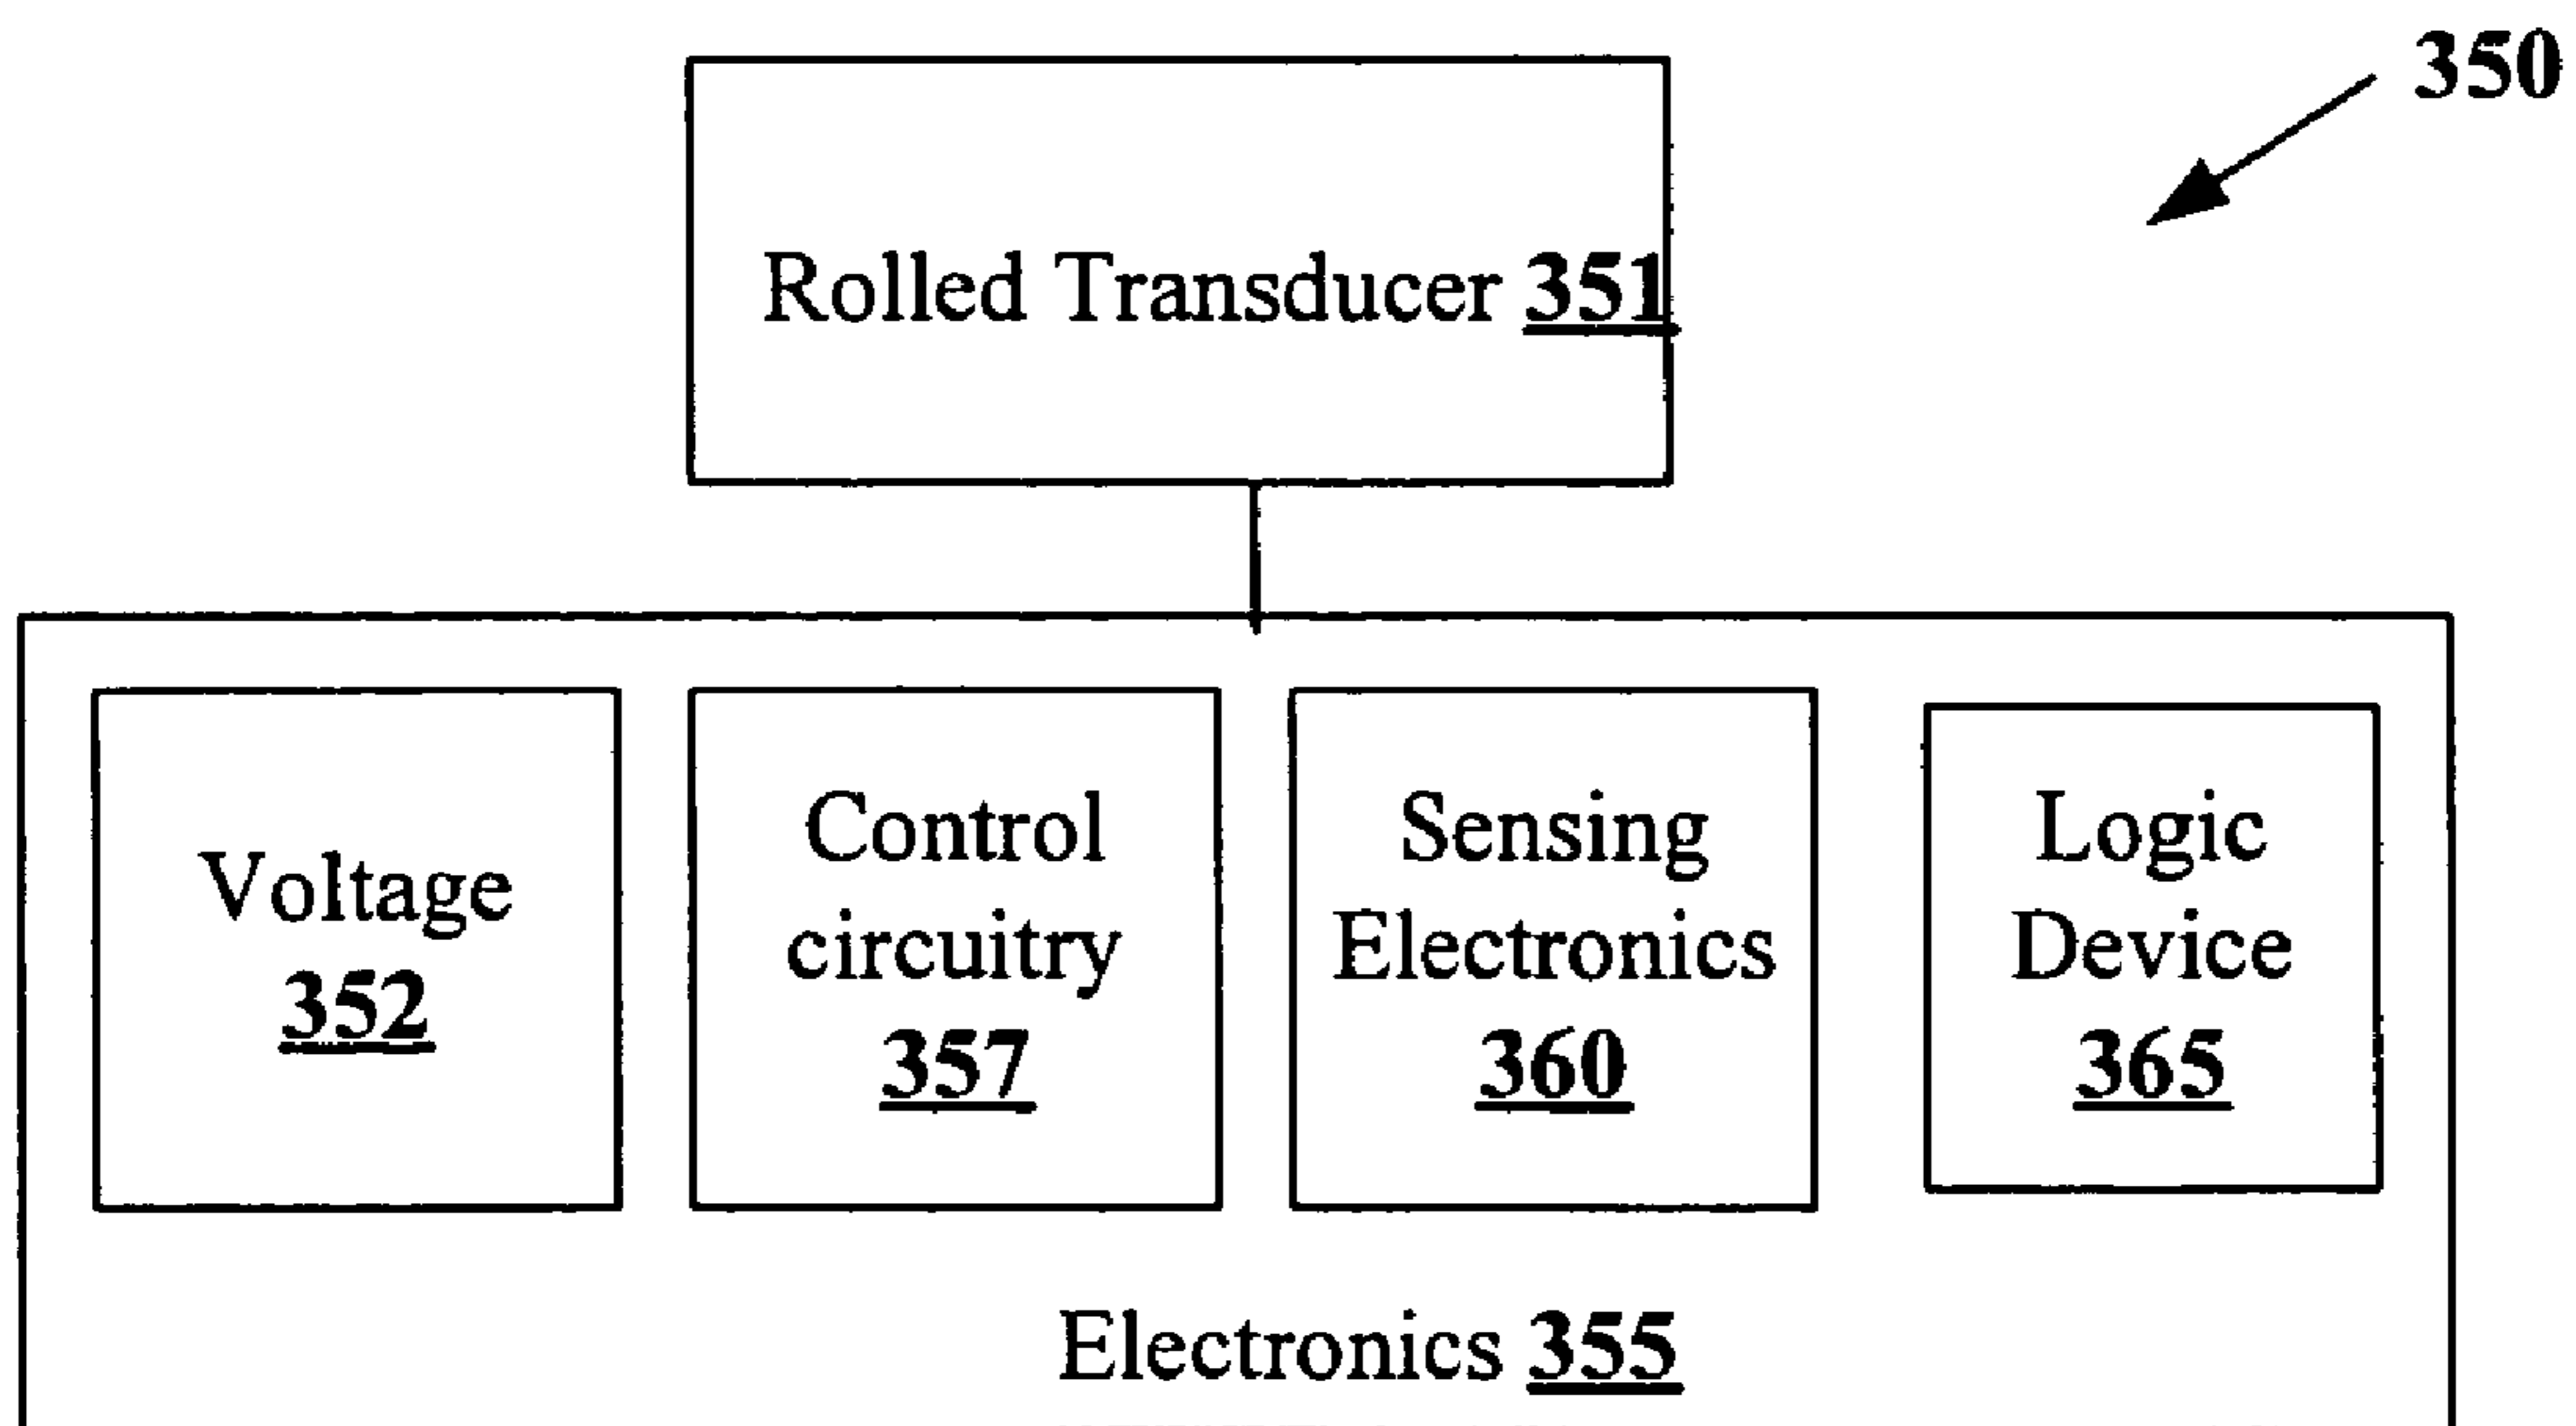 350
Rolled Transducer 351
Voltage
352
Control
circuitry
357
Sensing
Electronics
360
Logic
Device
365
Electronics 355